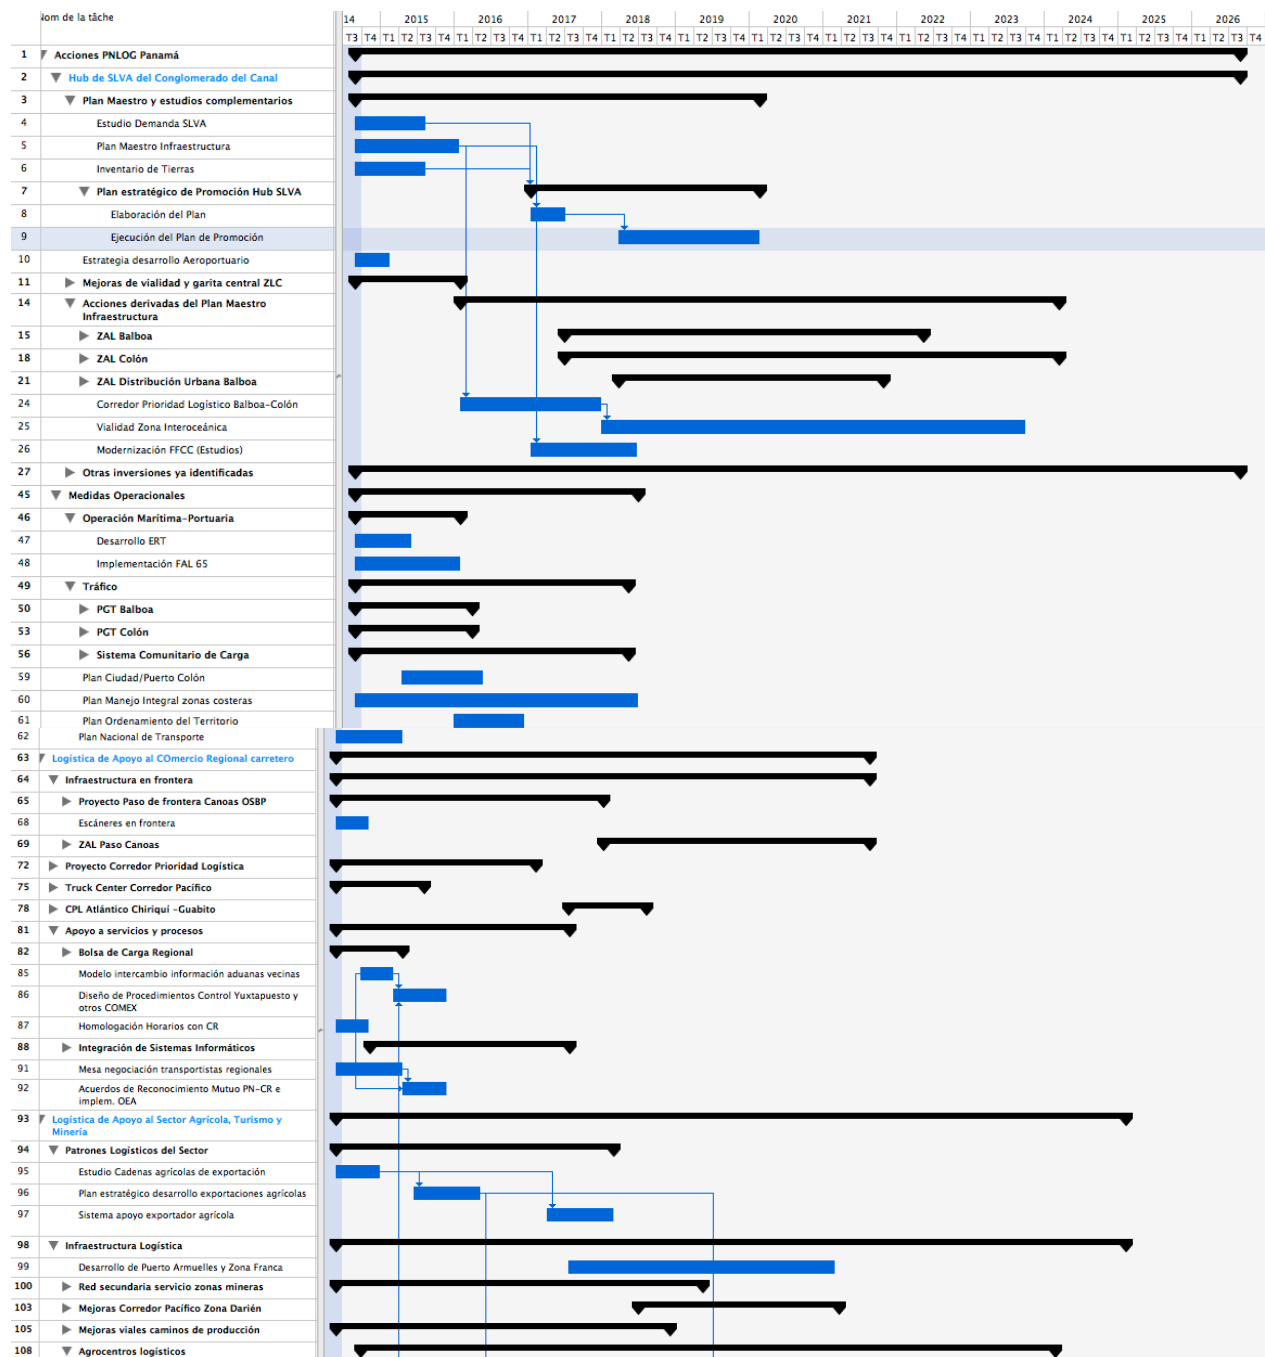 Nom de la tâche
14 2015 2016 2017 2018 2019 2020 2021 2022 2023 2024 2025 2026
T3 T4 T1 T2 T3 T4 T1 T2 T3 T4 T1 T2 T3 T4 T1 T2 T3 T4 T1 T2 T3 T4 T1 T2 T3 T4 T1 T2 T3 T4 T1 T2 T3 T4 T1 T2 T3 T4 T1 T2 T3 T4 T1 T2 T3 T4 T1 T2 T3 T4
1 Acciones PNLOG Panamá
2 Hub de SLVA del Conglomerado del Canal
3 Plan Maestro y estudios complementarios
4 Estudio Demanda SLVA
5 Plan Maestro Infraestructura
6 Inventario de Tierras
7 Plan estratégico de Promoción Hub SLVA
8 Elaboración del Plan
9 Ejecución del Plan de Promoción
10 Estrategia desarrollo Aeroportuario
11 Mejoras de vialidad y garita central ZLC
14 Acciones derivadas del Plan Maestro
Infraestructura
15 ZAL Balboa
18 ZAL Colón
21 ZAL Distribución Urbana Balboa
24 Corredor Prioridad Logístico Balboa-Colón
25 Vialidad Zona Interoceánica
26 Modernización FFCC (Estudios)
27 Otras inversiones ya identificadas
45 Medidas Operacionales
46 Operación Marítima-Portuaria
47 Desarrollo ERT
48 Implementación FAL 65
49 Tráfico
50 PGT Balboa
53 PGT Colón
56 Sistema Comunitario de Carga
59 Plan Ciudad/Puerto Colón
60 Plan Manejo Integral zonas costeras
61 Plan Ordenamiento del Territorio
62 Plan Nacional de Transporte
63 Logística de Apoyo al COmercio Regional carretero
64 Infraestructura en frontera
65 Proyecto Paso de frontera Canoas OSBP
68 Escáneres en frontera
69 ZAL Paso Canoas
72 Proyecto Corredor Prioridad Logística
75 Truck Center Corredor Pacífico
78 CPL Atlántico Chiriquí -Guabito
81 Apoyo a servicios y procesos
82 Bolsa de Carga Regional
85 Modelo intercambio información aduanas vecinas
86 Diseño de Procedimientos Control Yuxtapuesto y
otros COMEX
87 Homologación Horarios con CR
88 Integración de Sistemas Informáticos
91 Mesa negociación transportistas regionales
92 Acuerdos de Reconocimiento Mutuo PN-CR e
implem. OEA
93 Logística de Apoyo al Sector Agrícola, Turismo y
Minería
94 Patrones Logísticos del Sector
95 Estudio Cadenas agrícolas de exportación
96 Plan estratégico desarrollo exportaciones agrícolas
97 Sistema apoyo exportador agrícola
98 Infraestructura Logística
99 Desarrollo de Puerto Armuelles y Zona Franca
100 Red secundaria servicio zonas mineras
103 Mejoras Corredor Pacífico Zona Darién
105 Mejoras viales caminos de producción
108 Agrocentros logísticos